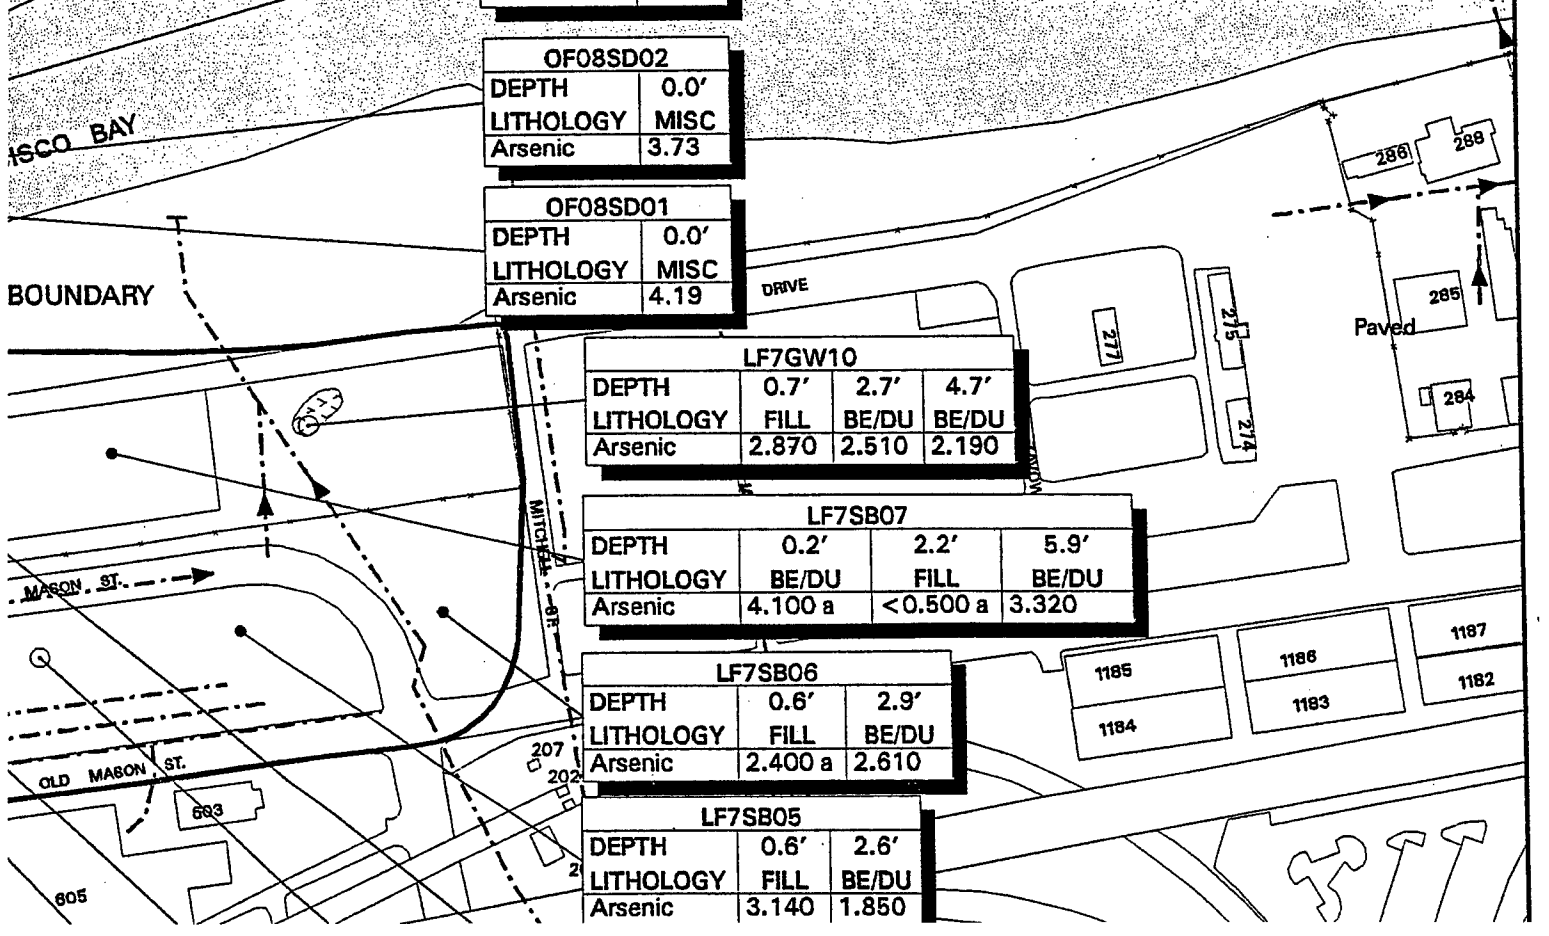 OF08SD02
DEPTH 0.0′
LITHOLOGY MISC
Arsenic 3.73
ISCO BAY
OF08SD01
DEPTH 0.0′
LITHOLOGY MISC
Arsenic 4.19
BOUNDARY
DRIVE
286
288
285
Paved
284
277
275
274
LF7GW10
DEPTH 0.7′ 2.7′ 4.7′
LITHOLOGY FILL BE/DU BE/DU
Arsenic 2.870 2.510 2.190
LF7SB07
DEPTH 0.2′ 2.2′ 5.9′
LITHOLOGY BE/DU FILL BE/DU
Arsenic 4.100 a <0.500 a 3.320
MITCHELL ST.
MASON ST.
LF7SB06
DEPTH 0.6′ 2.9′
LITHOLOGY FILL BE/DU
Arsenic 2.400 a 2.610
1185
1186
1187
1184
1183
1182
OLD MASON ST.
207
202
603
605
LF7SB05
DEPTH 0.6′ 2.6′
LITHOLOGY FILL BE/DU
Arsenic 3.140 1.850